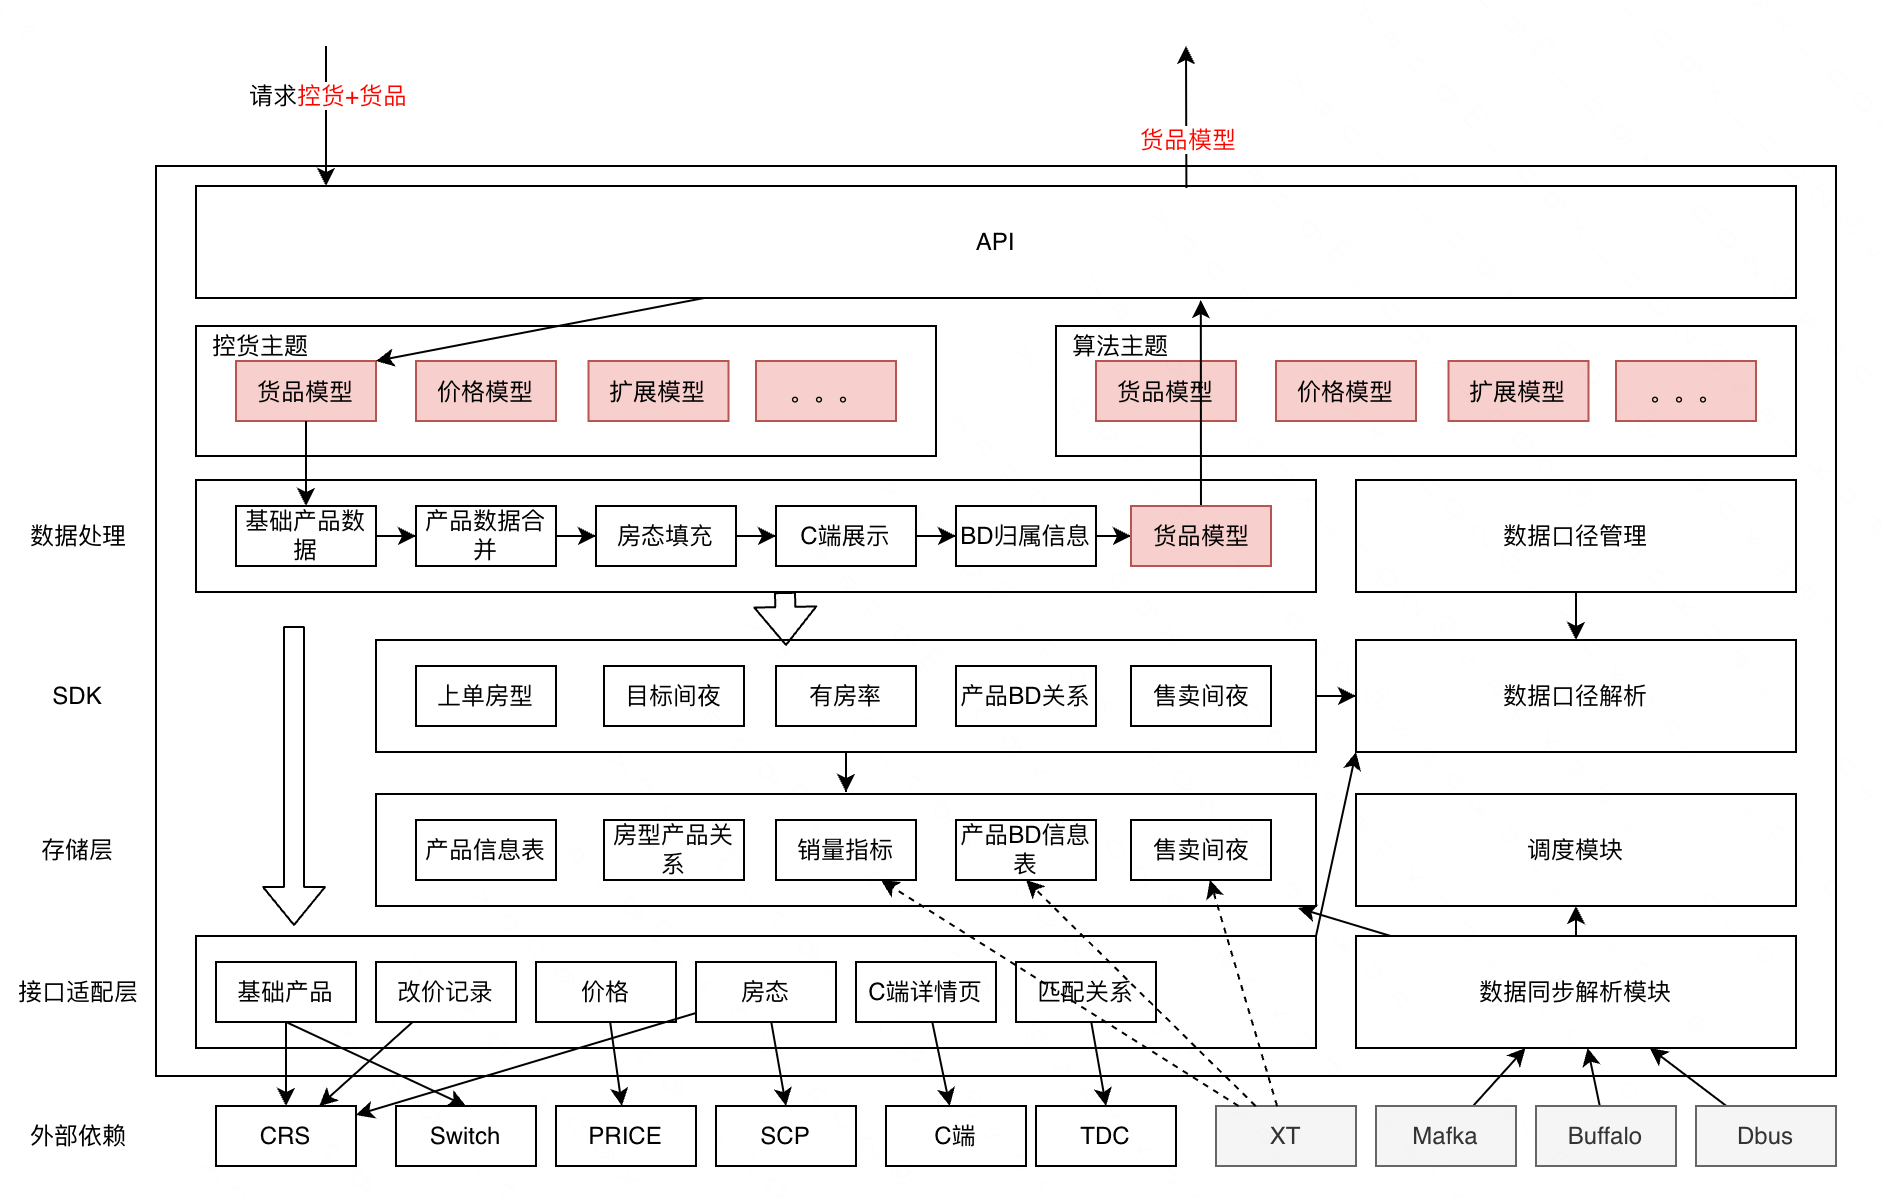 请求控货+货品
货品模型
API
控货主题
货品模型
价格模型
扩展模型
。。。
算法主题
货品模型
价格模型
扩展模型
。。。
数据处理
基础产品数
据
产品数据合
并
房态填充
C端展示
BD归属信息
货品模型
数据口径管理
SDK
上单房型
目标间夜
有房率
产品BD关系
售卖间夜
数据口径解析
存储层
产品信息表
房型产品关
系
销量指标
产品BD信息
表
售卖间夜
调度模块
接口适配层
基础产品
改价记录
价格
房态
C端详情页
匹配关系
数据同步解析模块
外部依赖
CRS
Switch
PRICE
SCP
C端
TDC
XT
Mafka
Buffalo
Dbus